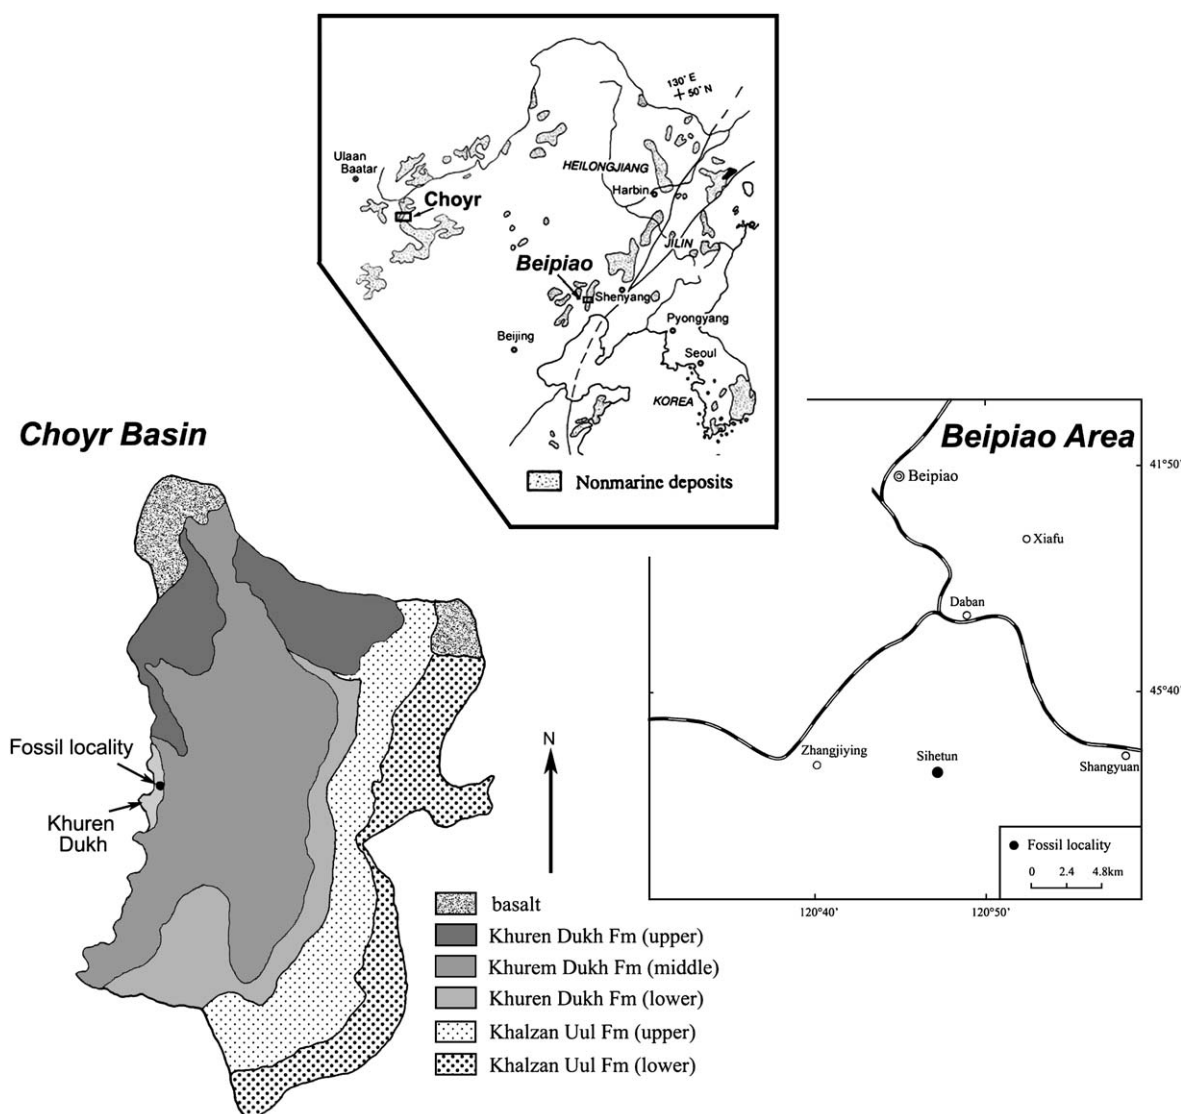 130° E
50° N
Ulaan
Baatar
HEILONGJIANG
Harbin
Choyr
JILIN
Beipiao
Shenyang
Pyongyang
Beijing
Seoul
KOREA
Nonmarine deposits
Choyr Basin
Fossil locality
Khuren
Dukh
N
basalt
Khuren Dukh Fm (upper)
Khurem Dukh Fm (middle)
Khuren Dukh Fm (lower)
Khalzan Uul Fm (upper)
Khalzan Uul Fm (lower)
Beipiao Area
41°50'
Beipiao
Xiafu
Daban
45°40'
Zhangjiying
Sihetun
Shangyuan
Fossil locality
0 2.4 4.8km
120°40'
120°50'